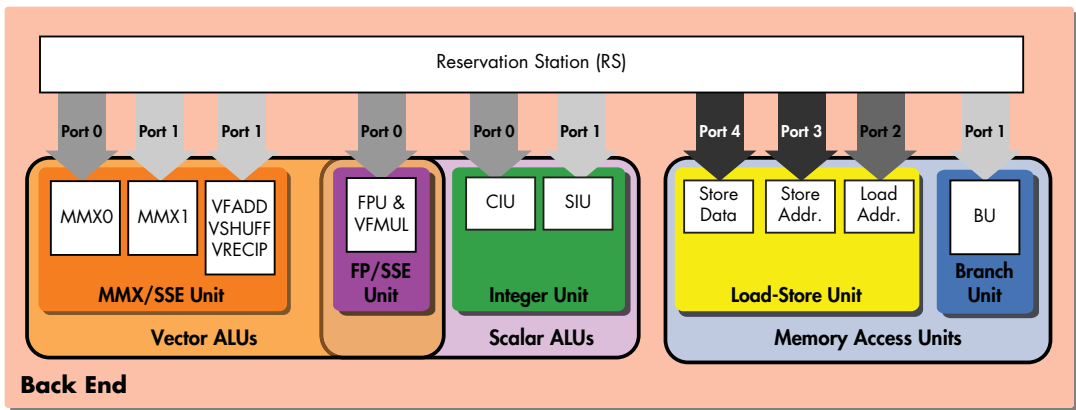 Reservation Station (RS)
Port 0
Port 1
Port 1
Port 0
Port 0
Port 1
Port 4
Port 3
Port 2
Port 1
MMX0
MMX1
VFADD
VSHUFF
VRECIP
FPU &
VFMUL
CIU
SIU
Store
Data
Store
Addr.
Load
Addr.
BU
MMX/SSE Unit
FP/SSE
Unit
Integer Unit
Load-Store Unit
Branch
Unit
Vector ALUs
Scalar ALUs
Memory Access Units
Back End